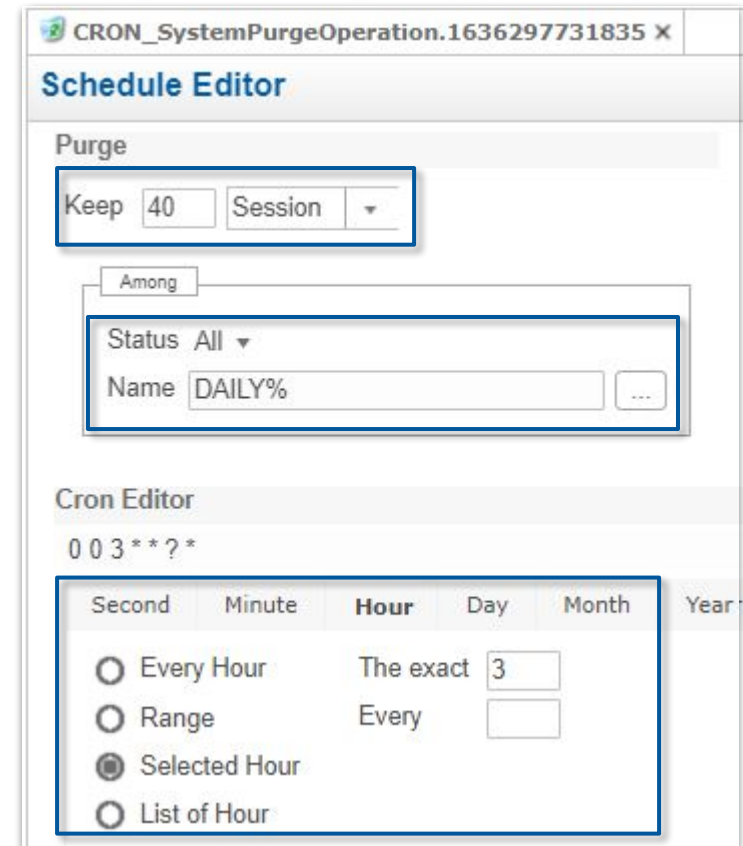 CRON_SystemPurgeOperation.1636297731835 ×
Schedule Editor
Purge
Keep 40 Session
Among
Status All
Name DAILY% ...
Cron Editor
0 0 3 * * ? *
Second Minute Hour Day Month Year
Every Hour The exact 3
Range Every
Selected Hour
List of Hour